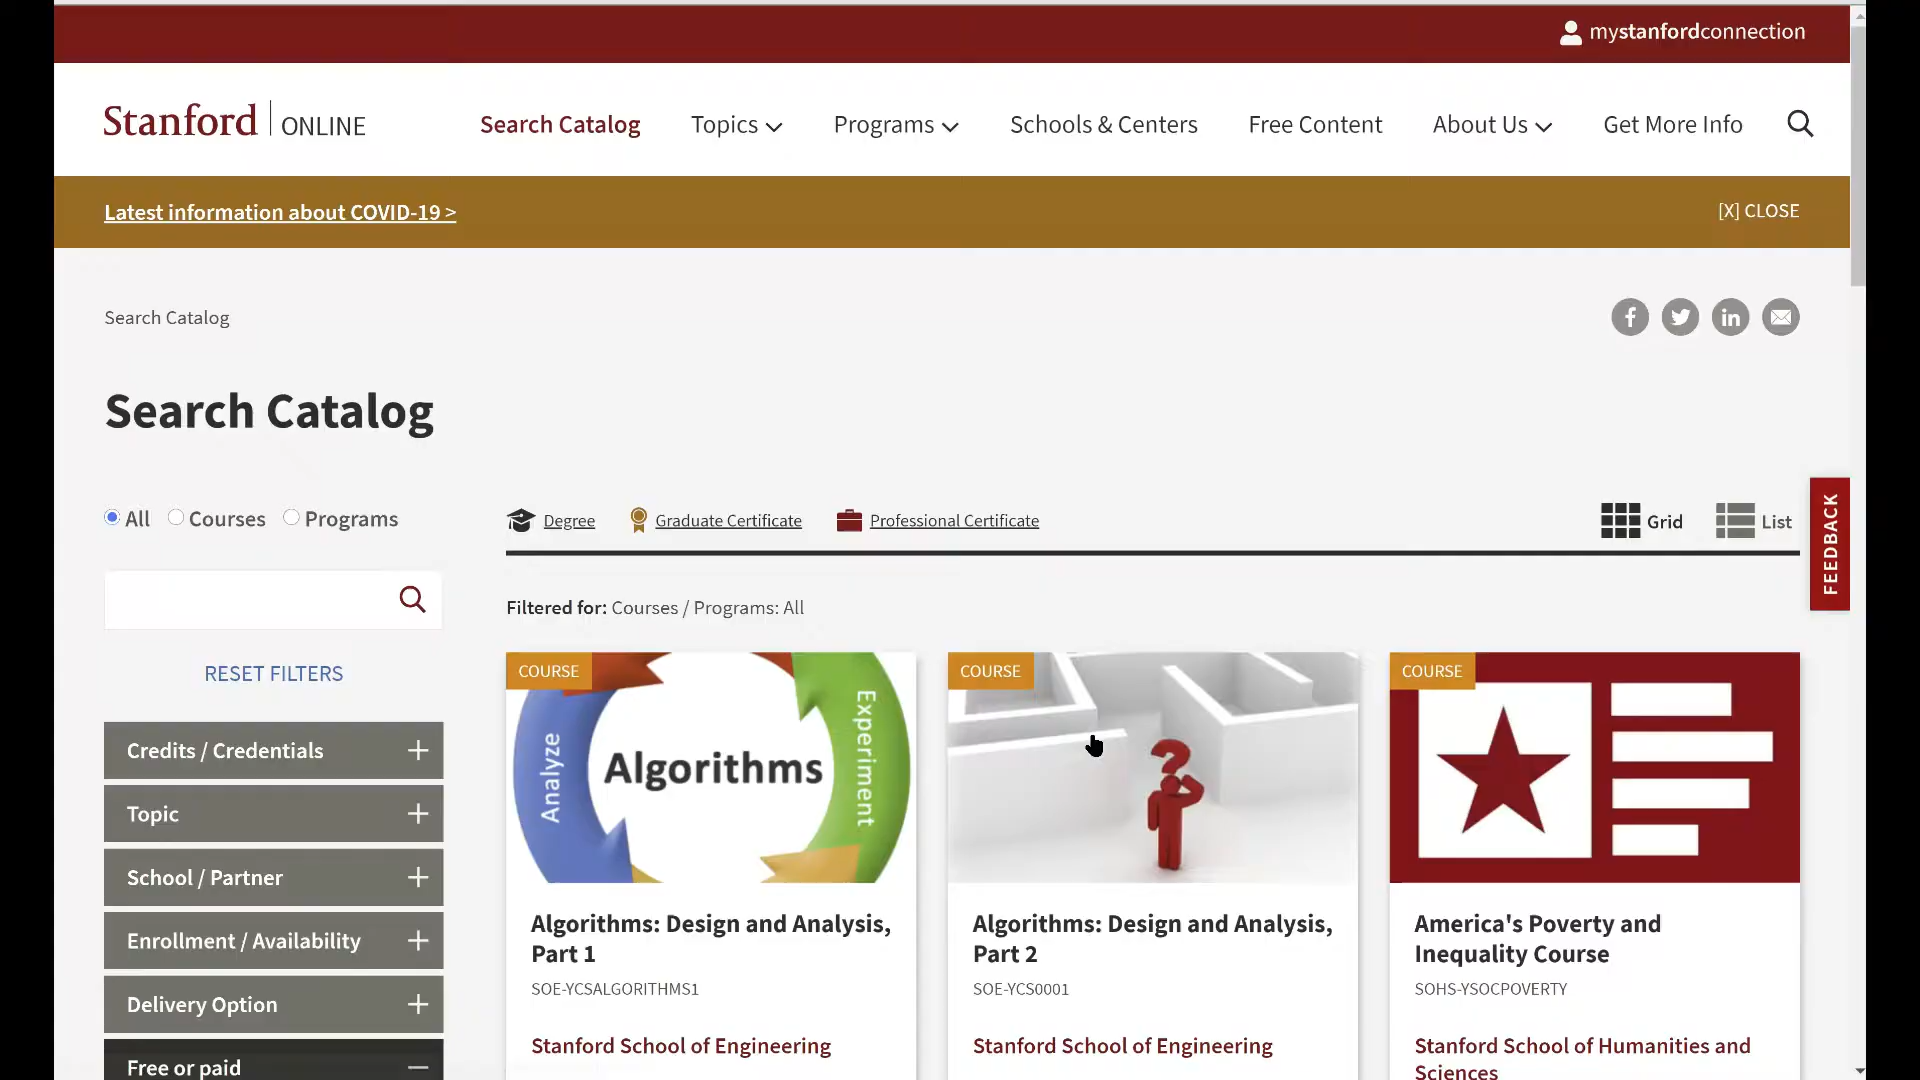 mystanfordconnection
Stanford | ONLINE
Search Catalog
Topics
Programs
Schools & Centers
Free Content
About Us
Get More Info
Latest information about COVID-19 >
[X] CLOSE
Search Catalog
Search Catalog
All
Courses
Programs
Degree
Graduate Certificate
Professional Certificate
Grid
List
FEEDBACK
Filtered for: Courses / Programs: All
RESET FILTERS
Credits / Credentials
Topic
School / Partner
Enrollment / Availability
Delivery Option
Free or paid
COURSE
Analyze
Algorithms
Experiment
Algorithms: Design and Analysis,
Part 1
SOE-YCSALGORITHMS1
Stanford School of Engineering
COURSE
Algorithms: Design and Analysis,
Part 2
SOE-YCS0001
Stanford School of Engineering
COURSE
America's Poverty and
Inequality Course
SOHS-YSOCPOVERTY
Stanford School of Humanities and
Sciences